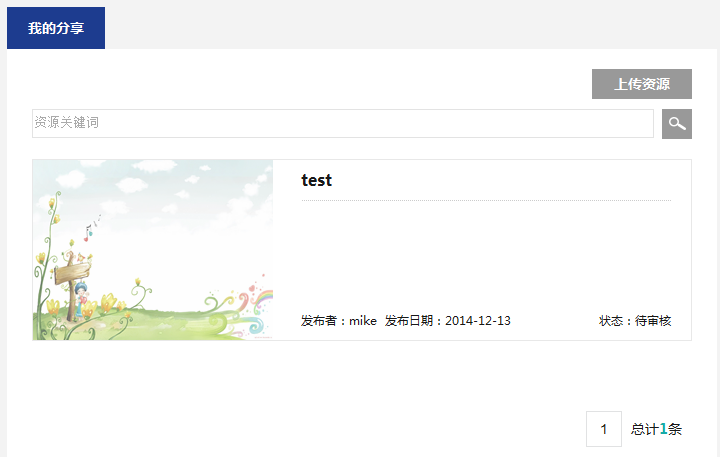 我的分享
上传资源
资源关键词
test
发布者：mike 发布日期：2014-12-13 状态：待审核
1 总计1条